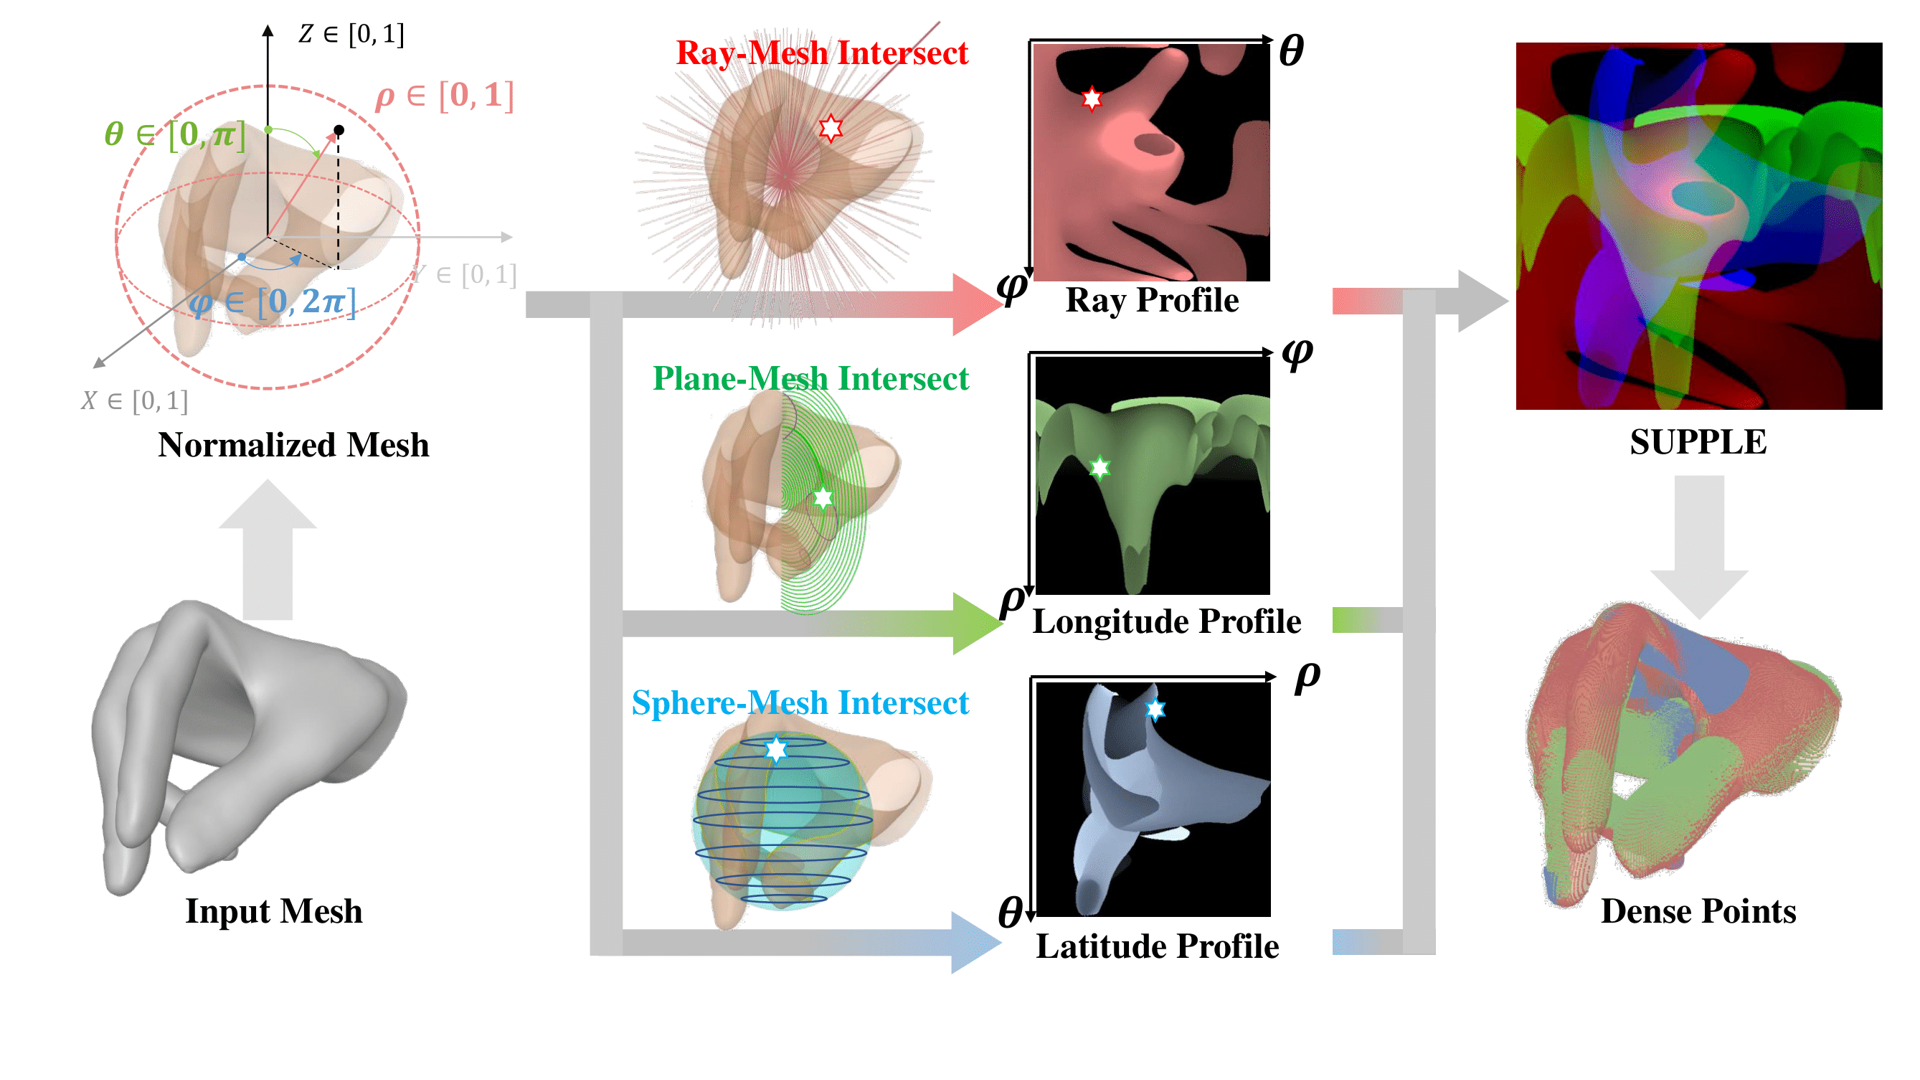 Z ∈ [0, 1]
ρ ∈ [0, 1]
θ ∈ [0, π]
Y ∈ [0, 1]
φ ∈ [0, 2π]
X ∈ [0, 1]
Normalized Mesh
Input Mesh
Ray-Mesh Intersect
θ
φ
Ray Profile
Plane-Mesh Intersect
φ
ρ
Longitude Profile
Sphere-Mesh Intersect
ρ
θ
Latitude Profile
SUPPLE
Dense Points